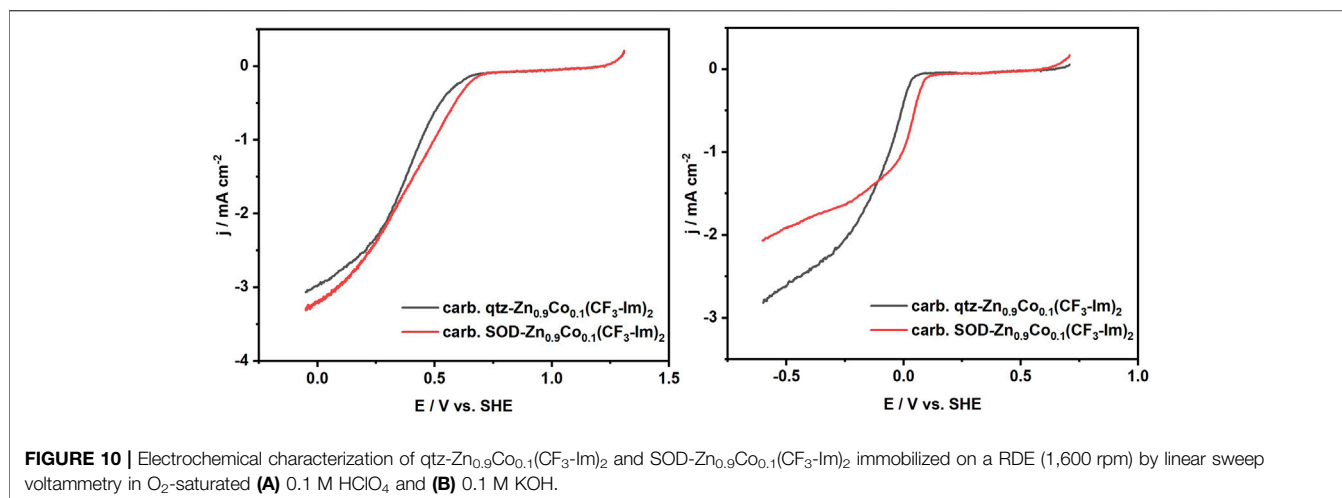 0
-1
-2
-3
-4
j / mA cm⁻²
carb. qtz-Zn₀.₉Co₀.₁(CF₃-Im)₂
carb. SOD-Zn₀.₉Co₀.₁(CF₃-Im)₂
0.0 0.5 1.0 1.5
E / V vs. SHE
0
-1
-2
-3
j / mA cm⁻²
carb. qtz-Zn₀.₉Co₀.₁(CF₃-Im)₂
carb. SOD-Zn₀.₉Co₀.₁(CF₃-Im)₂
-0.5 0.0 0.5 1.0
E / V vs. SHE
FIGURE 10 | Electrochemical characterization of qtz-Zn₀.₉Co₀.₁(CF₃-Im)₂ and SOD-Zn₀.₉Co₀.₁(CF₃-Im)₂ immobilized on a RDE (1,600 rpm) by linear sweep
voltammetry in O₂-saturated (A) 0.1 M HClO₄ and (B) 0.1 M KOH.